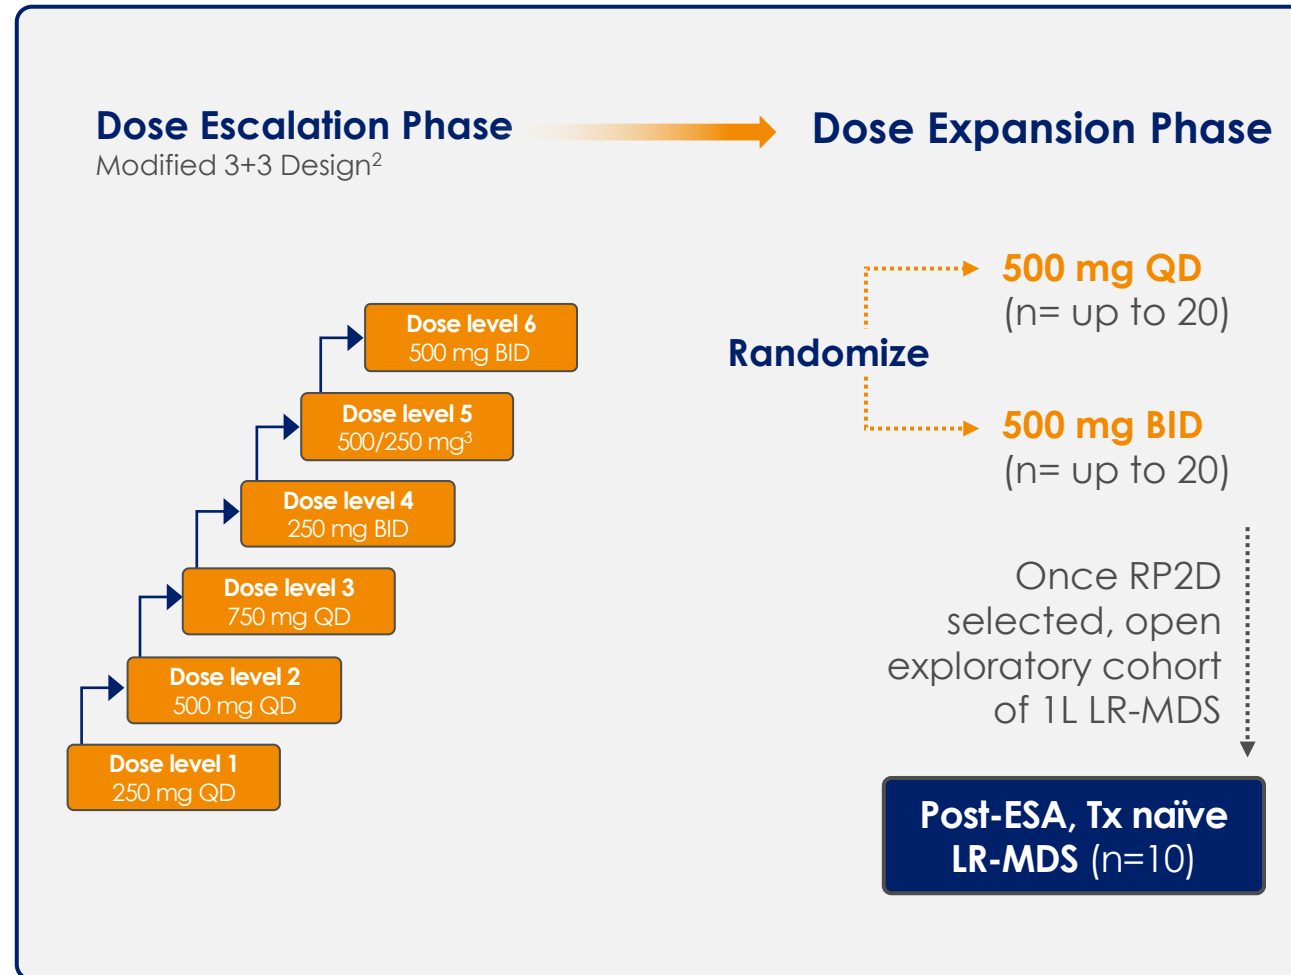 Dose Escalation Phase
Modified 3+3 Design²
Dose level 6
500 mg BID
Dose level 5
500/250 mg³
Dose level 4
250 mg BID
Dose level 3
750 mg QD
Dose level 2
500 mg QD
Dose level 1
250 mg QD
Dose Expansion Phase
500 mg QD
(n= up to 20)
Randomize
500 mg BID
(n= up to 20)
Once RP2D
selected, open
exploratory cohort
of 1L LR-MDS
Post-ESA, Tx naïve
LR-MDS (n=10)